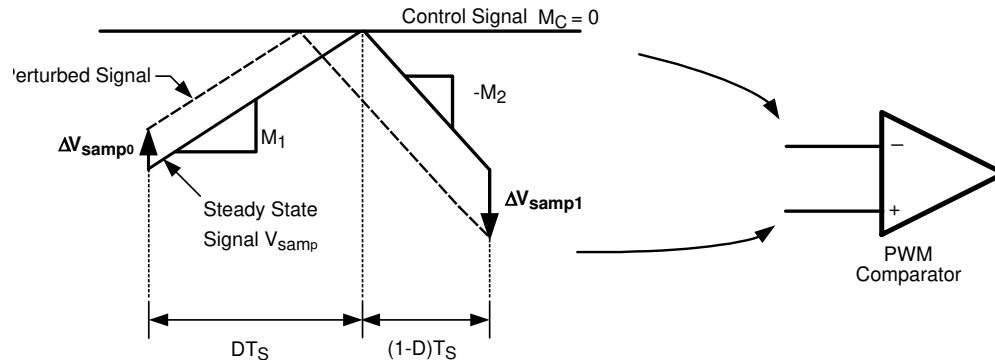 Control Signal M_C = 0
Perturbed Signal
-M₂
ΔV_samp0
M₁
ΔV_samp1
Steady State
Signal V_samp
−
+
PWM
Comparator
DT_S
(1-D)T_S